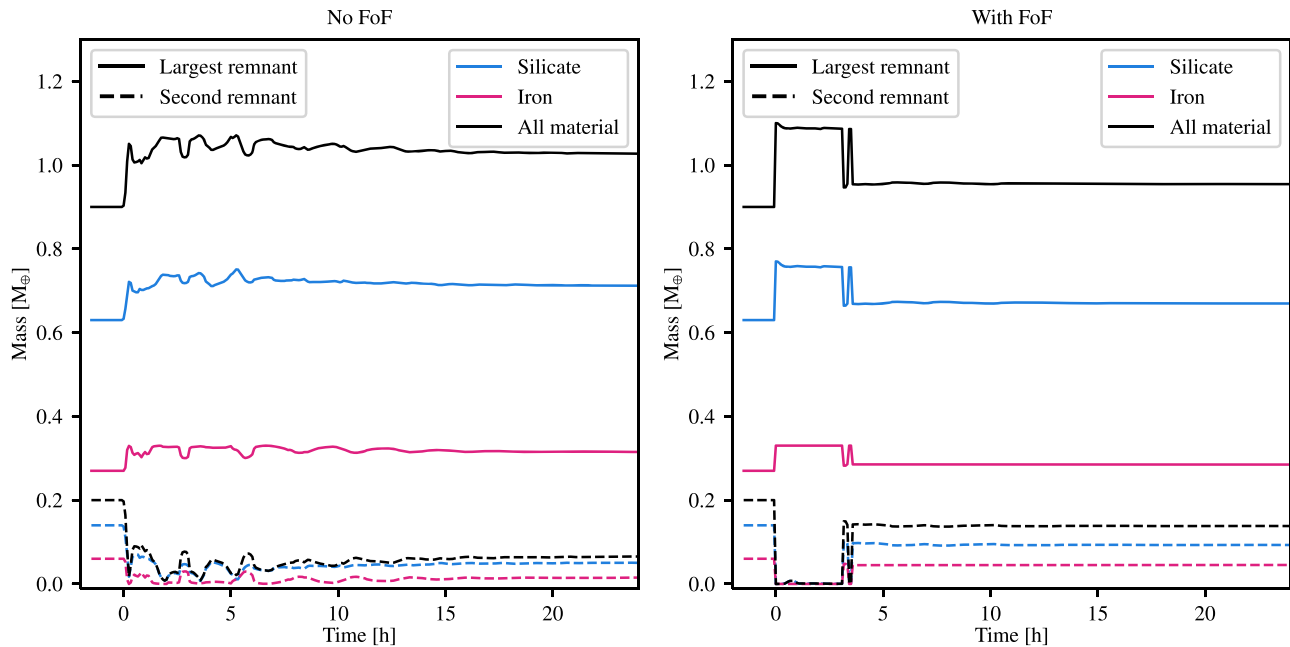 No FoF
Largest remnant
Second remnant
Silicate
Iron
All material
Mass [M⊕]
1.2
1.0
0.8
0.6
0.4
0.2
0.0
0 5 10 15 20
Time [h]
With FoF
Largest remnant
Second remnant
Silicate
Iron
All material
Mass [M⊕]
1.2
1.0
0.8
0.6
0.4
0.2
0.0
0 5 10 15 20
Time [h]